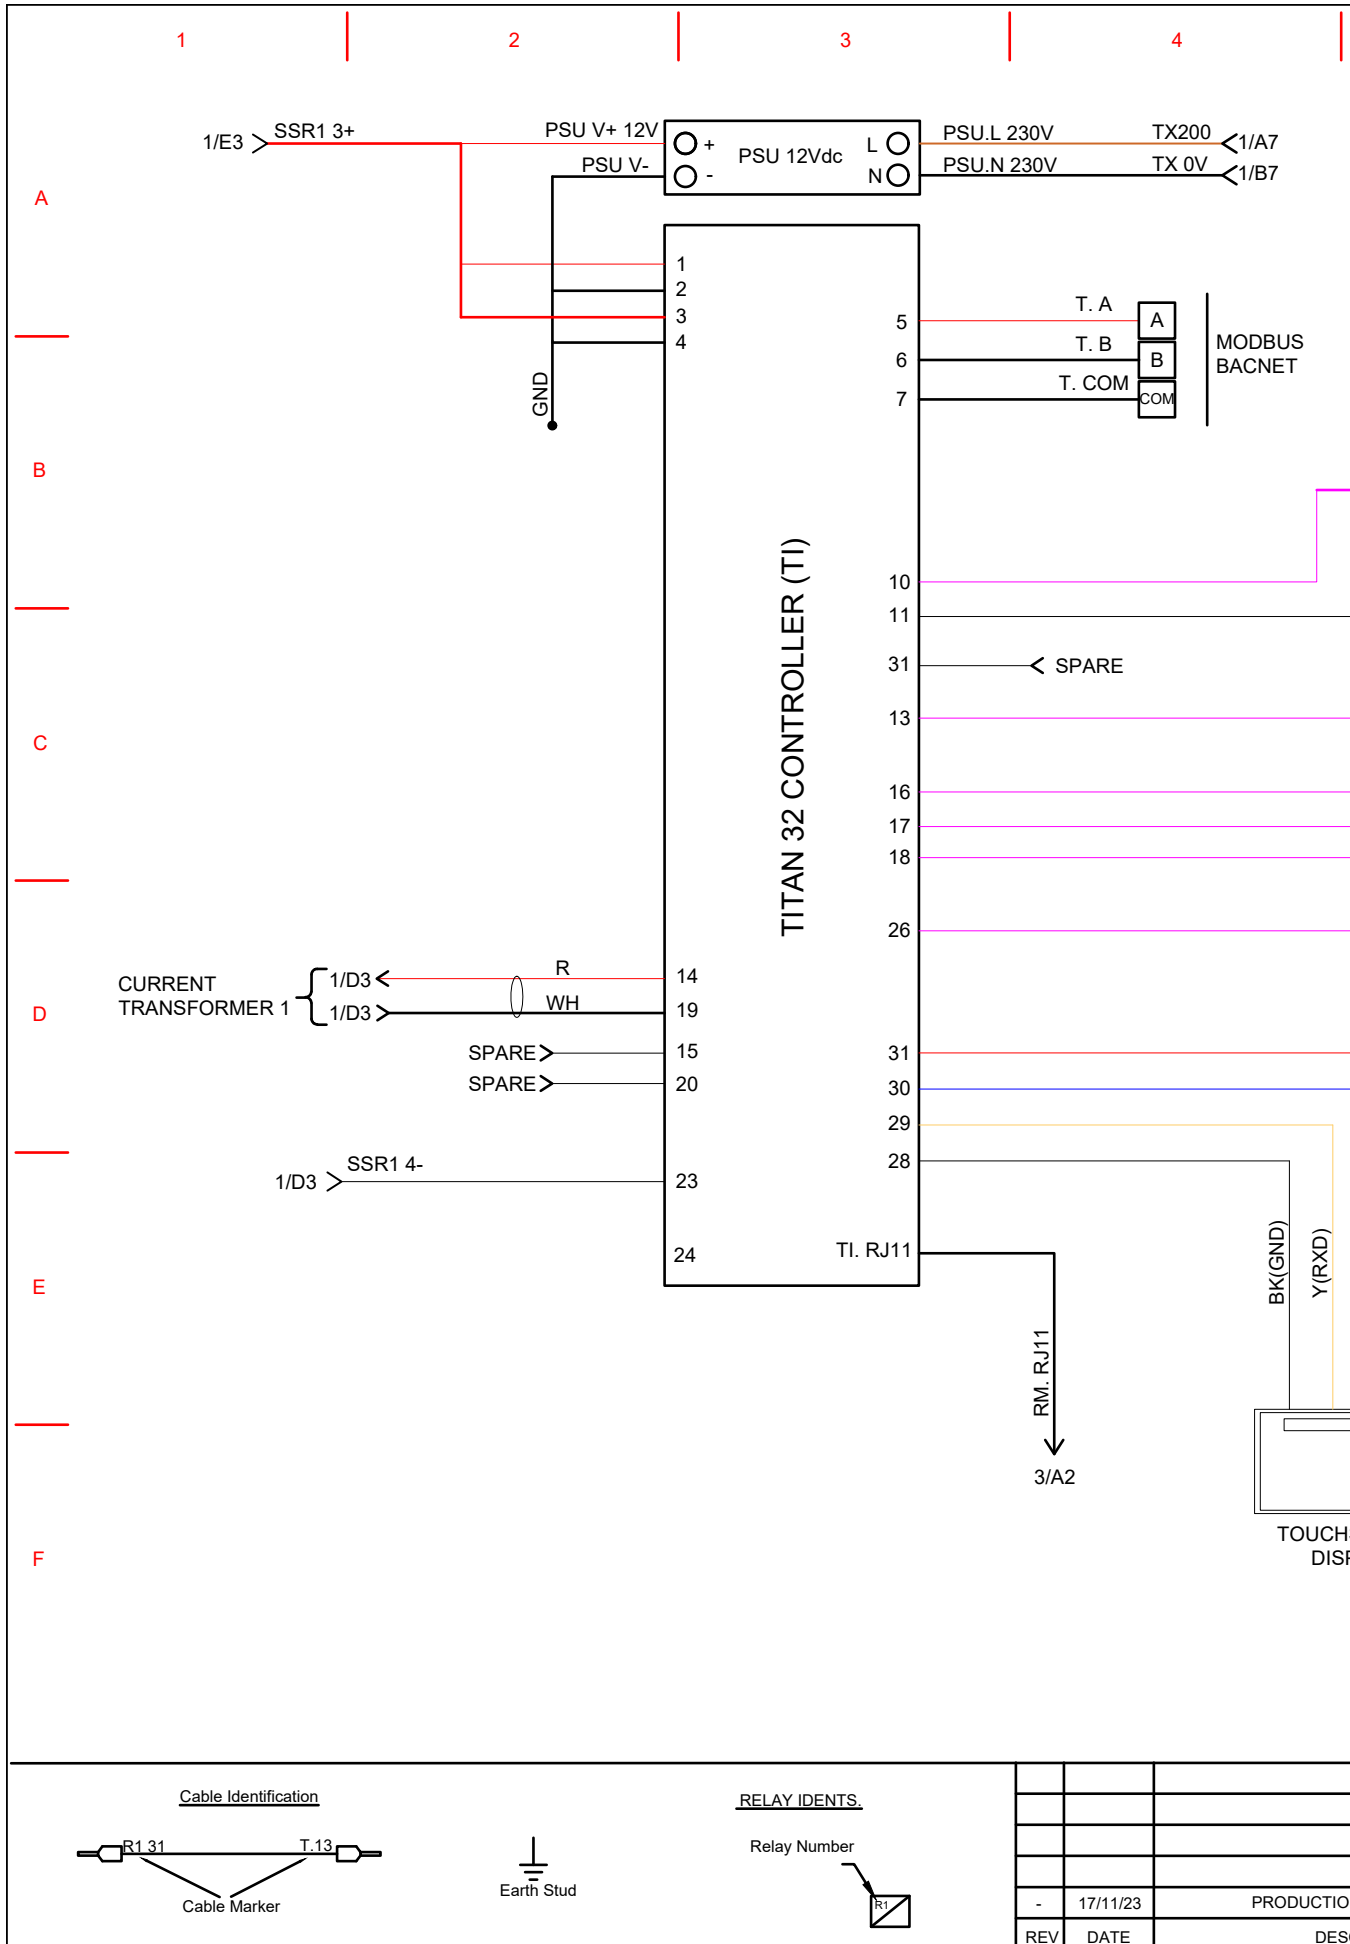 1 2 3 4
1/E3 SSR1 3+ PSU V+ 12V + PSU 12Vdc L PSU.L 230V TX200 1/A7
PSU V- - N PSU.N 230V TX 0V 1/B7
A
1
2
3
4
GND
5 T. A A
6 T. B B
7 T. COM COM
MODBUS
BACNET
B
TITAN 32 CONTROLLER (TI)
10
11
31 SPARE
13
C
16
17
18
26
CURRENT
TRANSFORMER 1
1/D3 R 14
1/D3 WH 19
D
SPARE 15
SPARE 20
31
30
29
28
1/D3 SSR1 4- 23
24 TI. RJ11
BK(GND)
Y(RXD)
E
RM. RJ11
3/A2
F
Cable Identification
R1 31 T.13
Cable Marker
Earth Stud
RELAY IDENTS.
Relay Number
R1
- 17/11/23
REV DATE